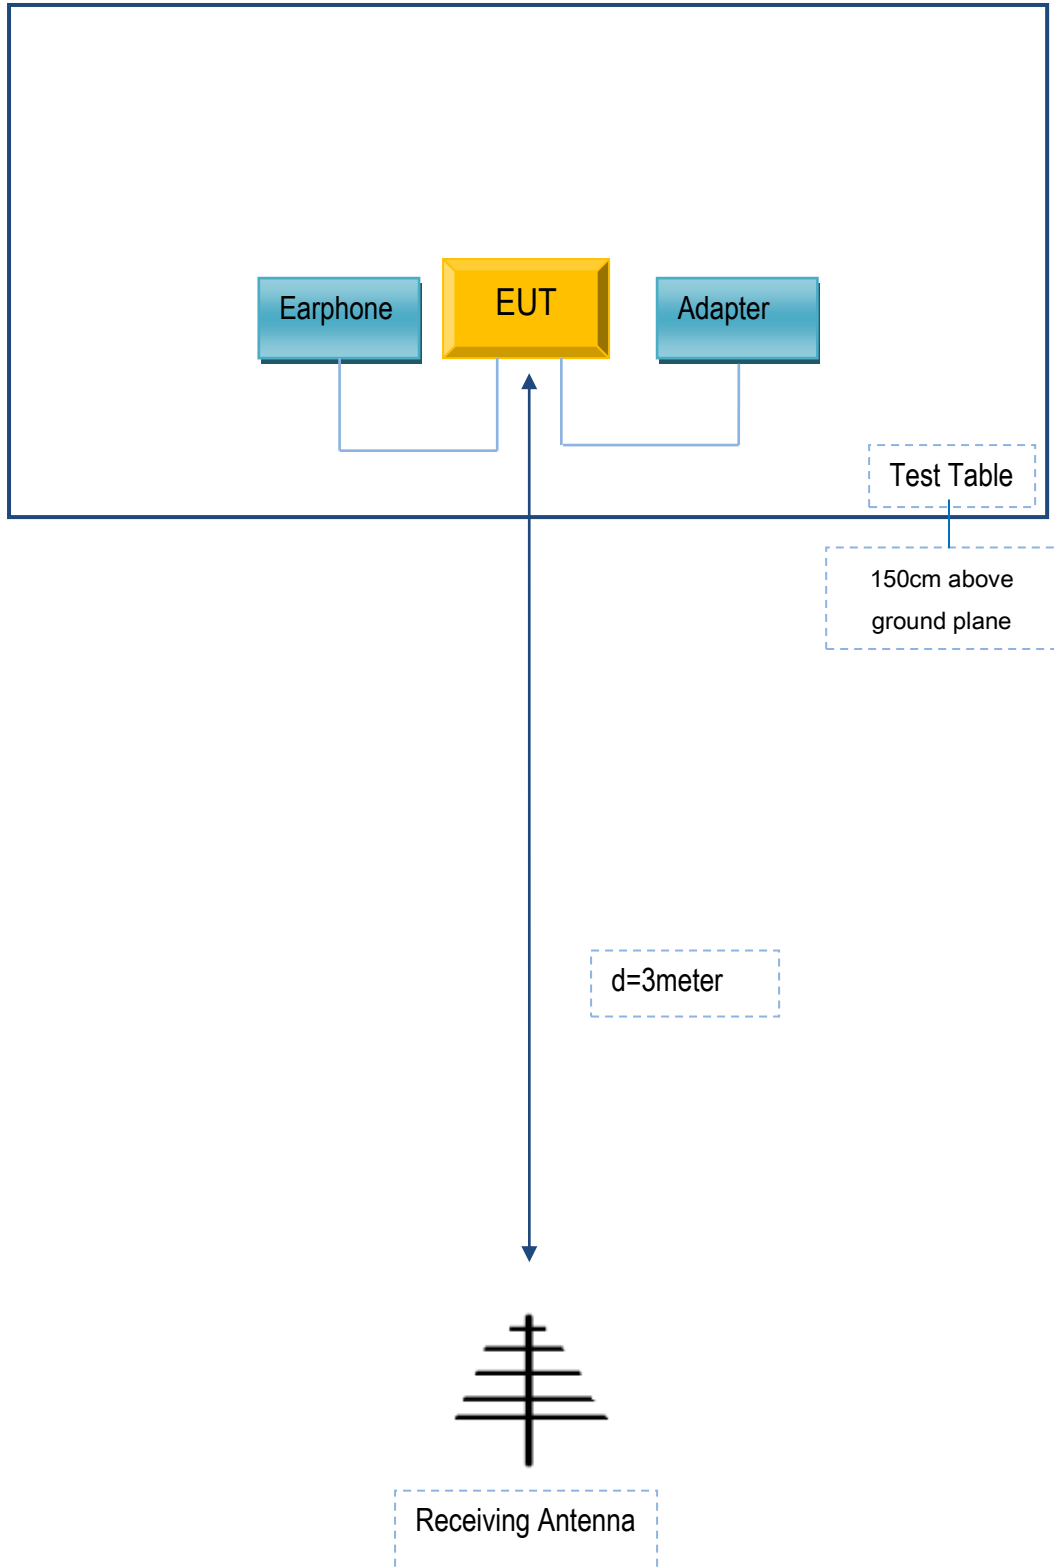 Earphone
EUT
Adapter
Test Table
150cm above
ground plane
d=3meter
Receiving Antenna